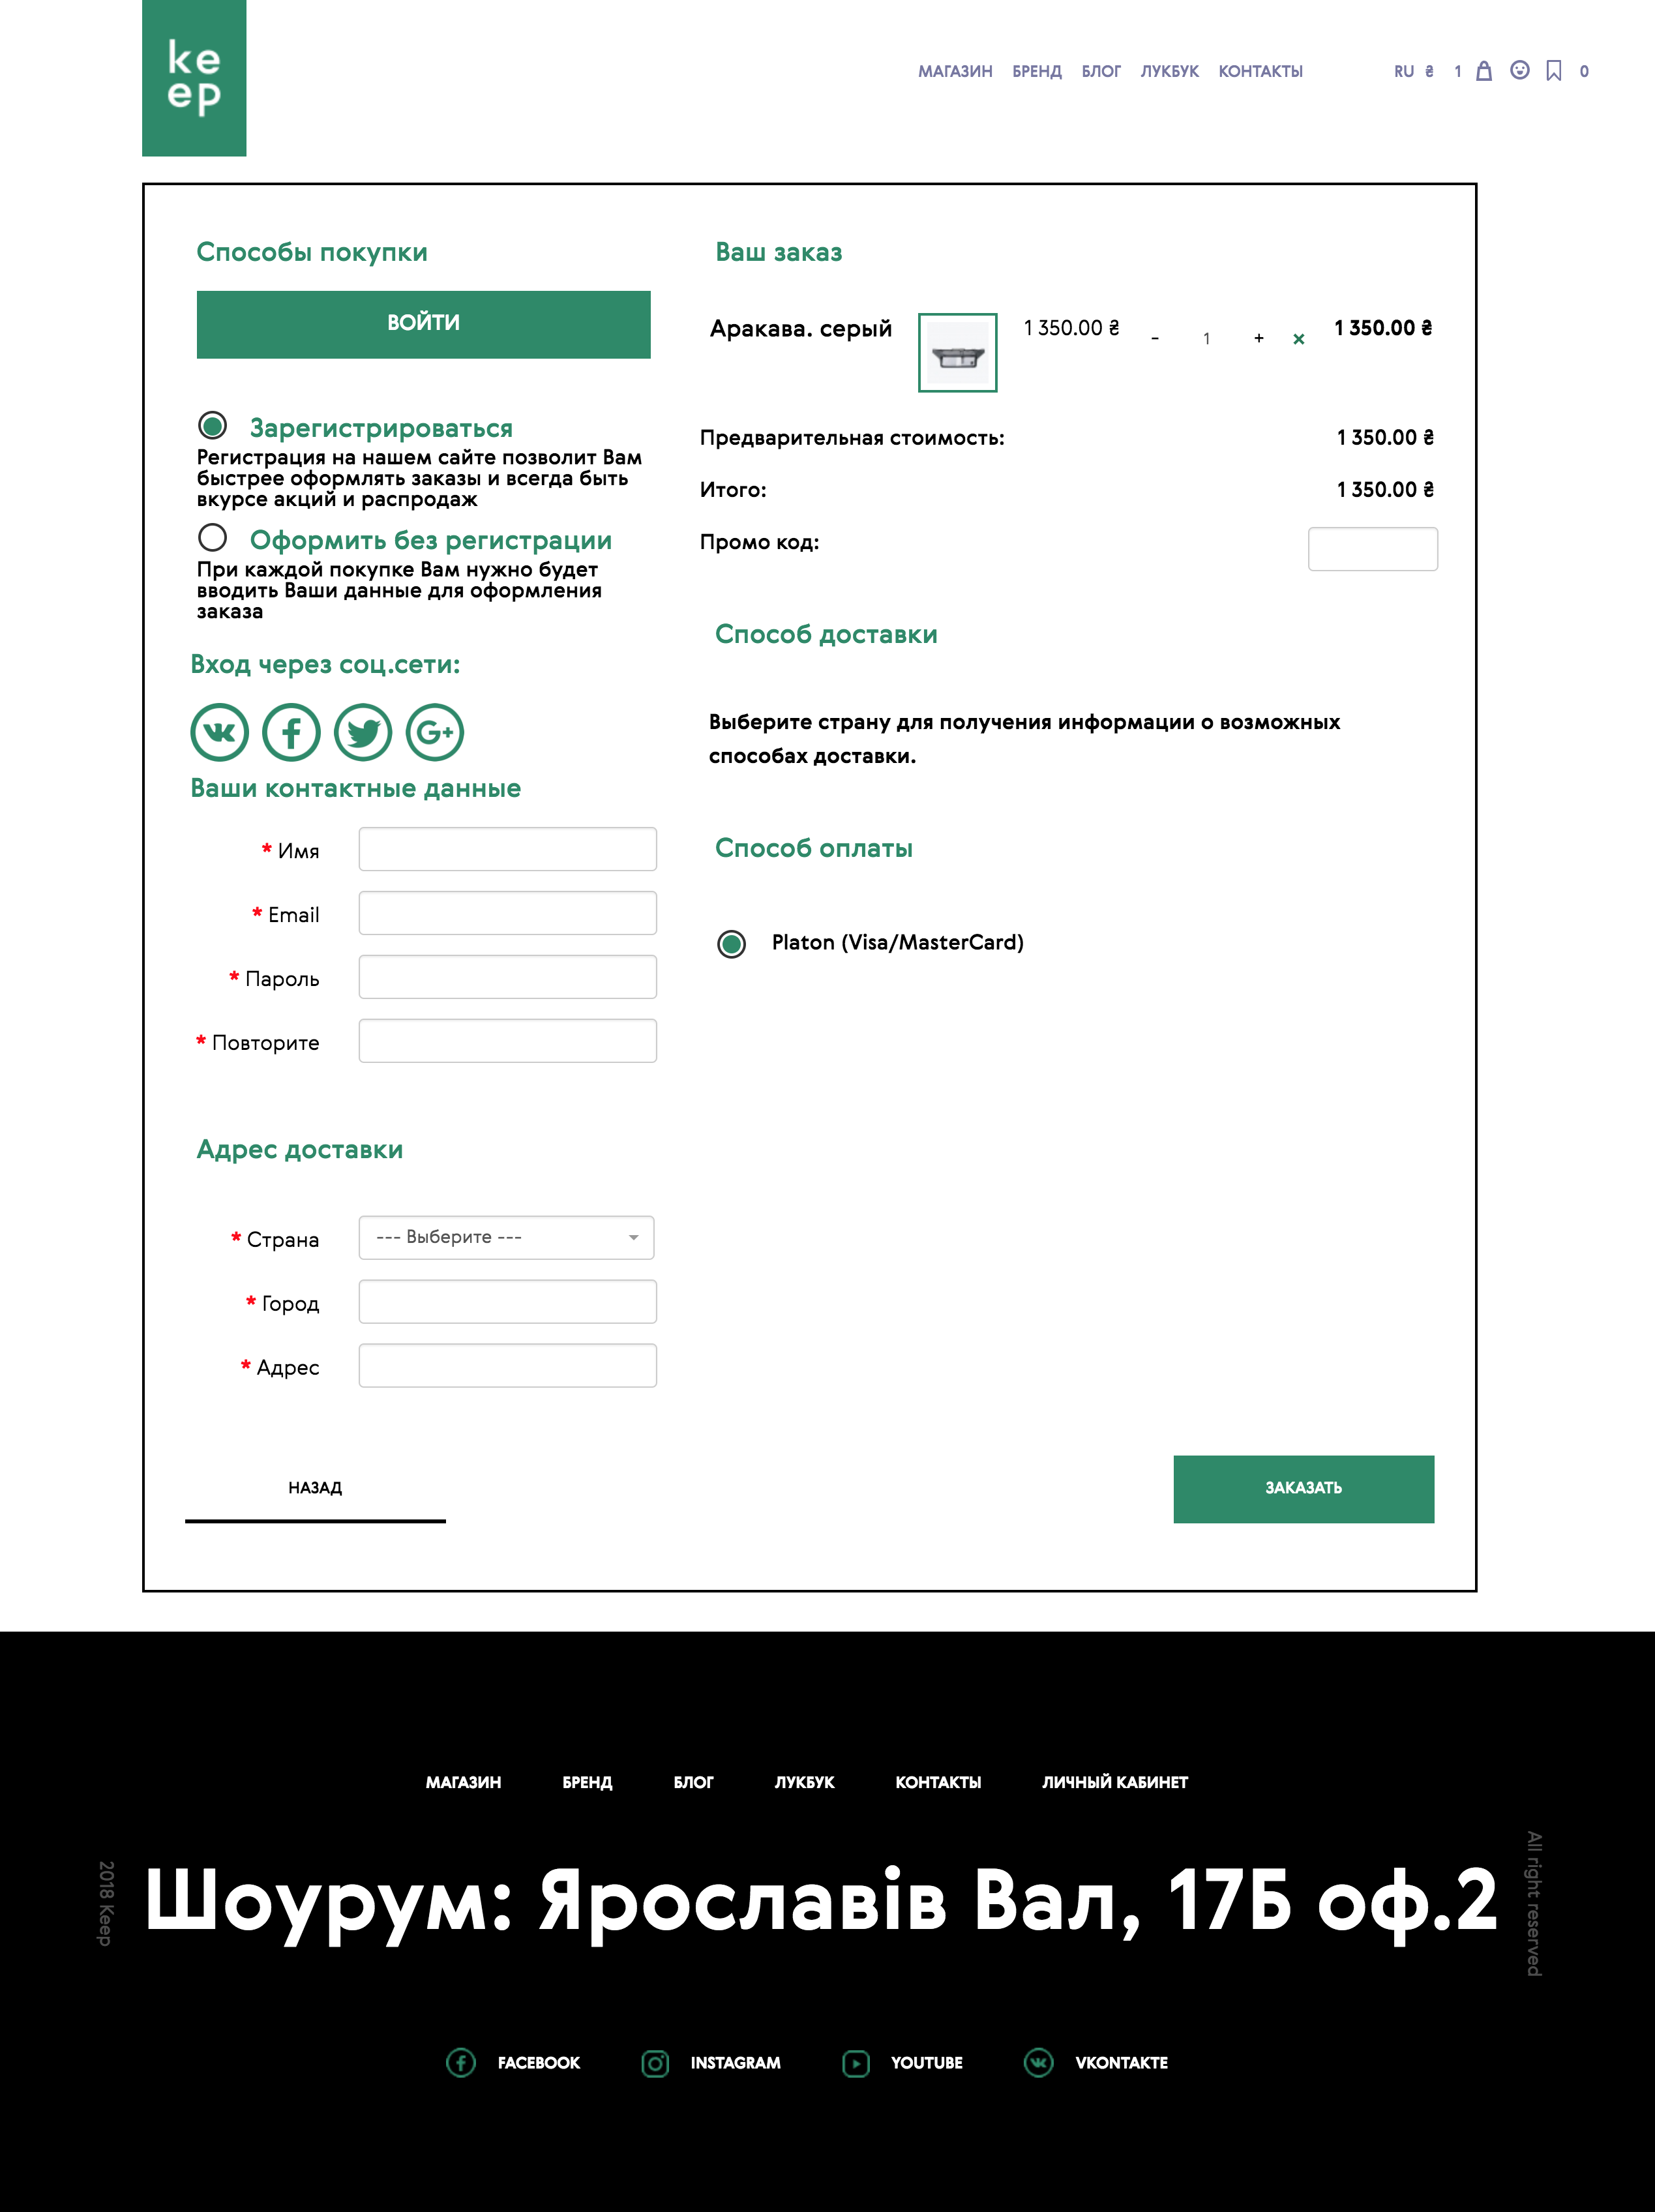 ke
ep
МАГАЗИН БРЕНД БЛОГ ЛУКБУК КОНТАКТЫ RU ₴ 1 0
Способы покупки
ВОЙТИ
Зарегистрироваться
Регистрация на нашем сайте позволит Вам
быстрее оформлять заказы и всегда быть
вкурсе акций и распродаж
Оформить без регистрации
При каждой покупке Вам нужно будет
вводить Ваши данные для оформления
заказа
Вход через соц.сети:
Ваши контактные данные
* Имя
* Email
* Пароль
* Повторите
Адрес доставки
* Страна --- Выберите ---
* Город
* Адрес
НАЗАД
Ваш заказ
Аракава. серый 1 350.00 ₴ - 1 + × 1 350.00 ₴
Предварительная стоимость: 1 350.00 ₴
Итого: 1 350.00 ₴
Промо код:
Способ доставки
Выберите страну для получения информации о возможных
способах доставки.
Способ оплаты
Platon (Visa/MasterCard)
ЗАКАЗАТЬ
МАГАЗИН БРЕНД БЛОГ ЛУКБУК КОНТАКТЫ ЛИЧНЫЙ КАБИНЕТ
2018 Keep
Шоурум: Ярославів Вал, 17Б оф.2
All right reserved
FACEBOOK INSTAGRAM YOUTUBE VKONTAKTE